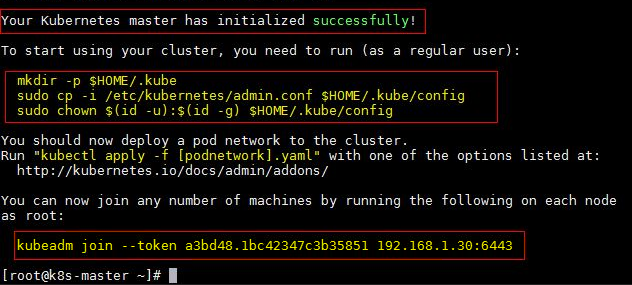 Your Kubernetes master has initialized successfully!
To start using your cluster, you need to run (as a regular user):
mkdir -p $HOME/.kube
sudo cp -i /etc/kubernetes/admin.conf $HOME/.kube/config
sudo chown $(id -u):$(id -g) $HOME/.kube/config
You should now deploy a pod network to the cluster.
Run "kubectl apply -f [podnetwork].yaml" with one of the options listed at:
http://kubernetes.io/docs/admin/addons/
You can now join any number of machines by running the following on each node
as root:
kubeadm join --token a3bd48.1bc42347c3b35851 192.168.1.30:6443
[root@k8s-master ~]#